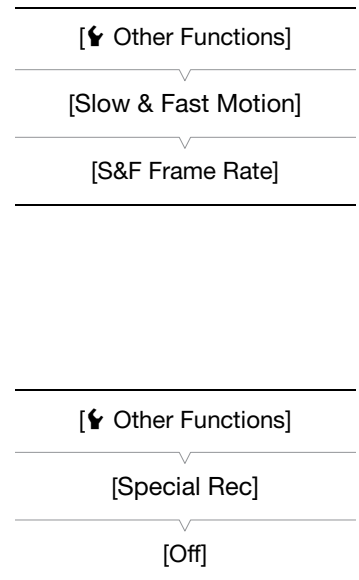 [ Other Functions]
[Slow & Fast Motion]
[S&F Frame Rate]
[ Other Functions]
[Special Rec]
[Off]